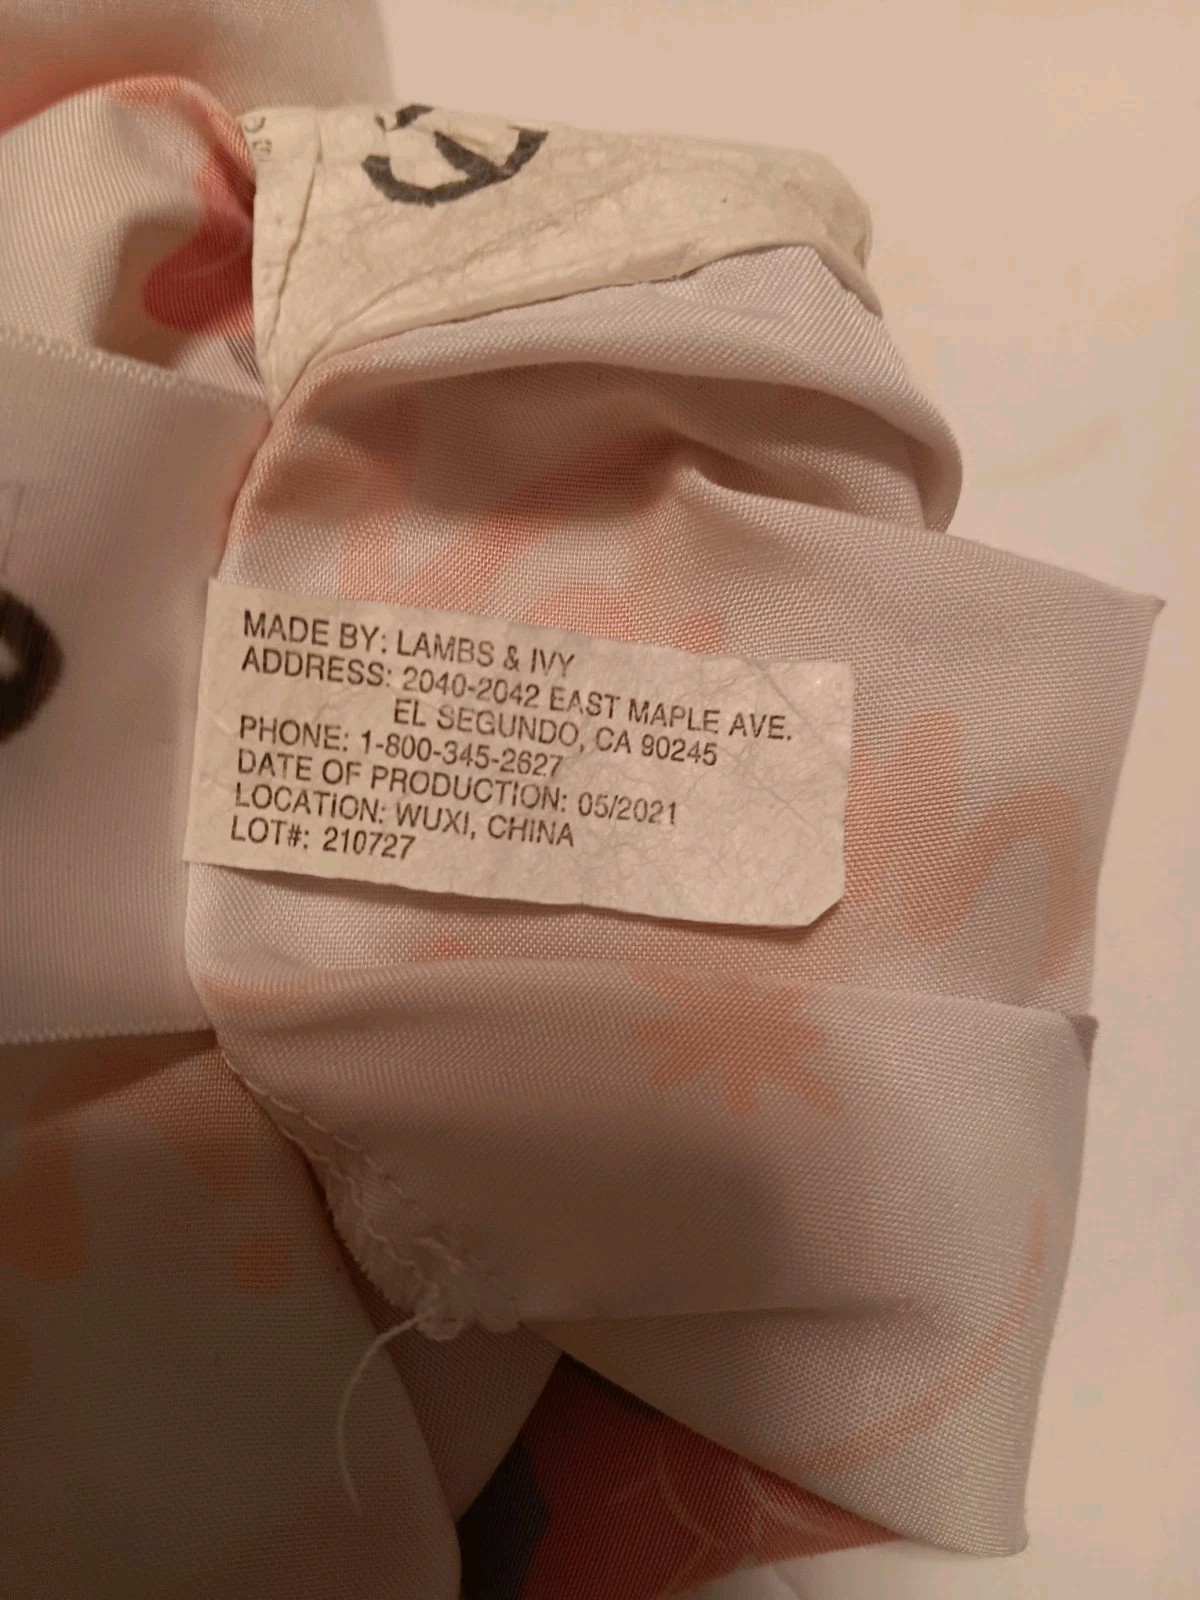 MADE BY: LAMBS & IVY
ADDRESS: 2040-2042 EAST MAPLE AVE.
EL SEGUNDO, CA 90245
PHONE: 1-800-345-2627
DATE OF PRODUCTION: 05/2021
LOCATION: WUXI, CHINA
LOT#: 210727